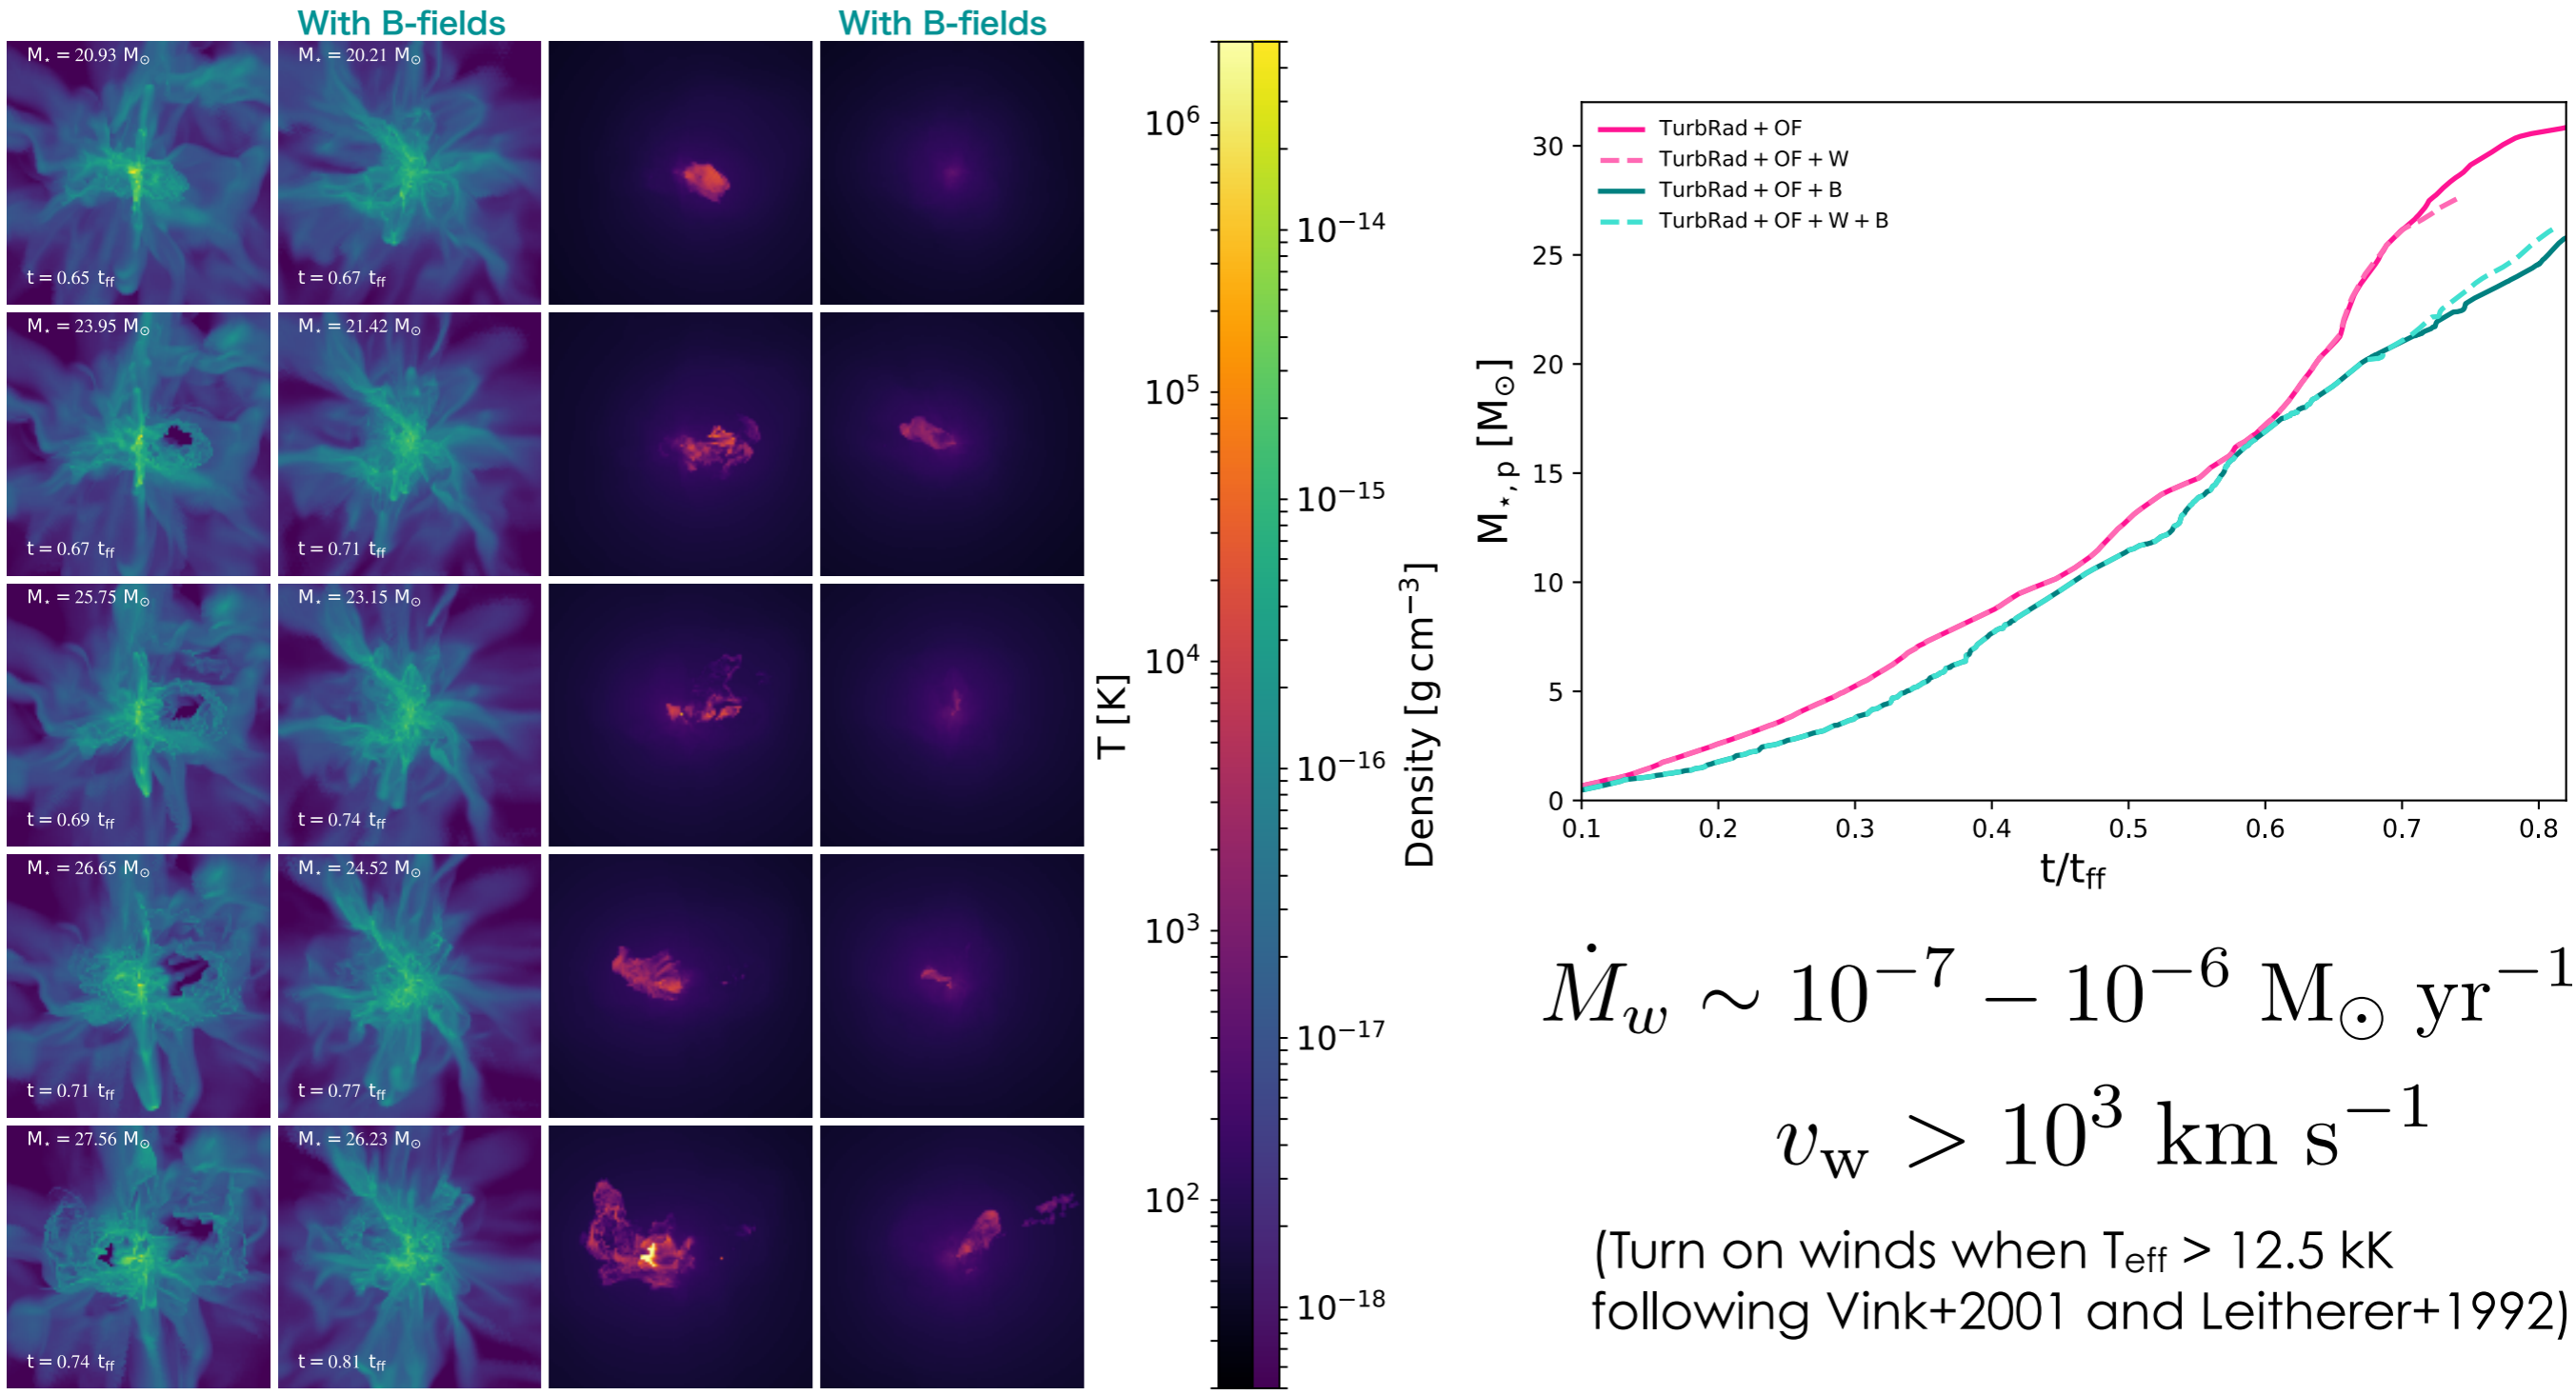 With B-fields
With B-fields
M⋆ = 20.93 M⊙
t = 0.65 tff
M⋆ = 20.21 M⊙
t = 0.67 tff
M⋆ = 23.95 M⊙
t = 0.67 tff
M⋆ = 21.42 M⊙
t = 0.71 tff
M⋆ = 25.75 M⊙
t = 0.69 tff
M⋆ = 23.15 M⊙
t = 0.74 tff
M⋆ = 26.65 M⊙
t = 0.71 tff
M⋆ = 24.52 M⊙
t = 0.77 tff
M⋆ = 27.56 M⊙
t = 0.74 tff
M⋆ = 26.23 M⊙
t = 0.81 tff
10⁶
10⁵
10⁴
10³
10²
T [K]
10⁻¹⁴
10⁻¹⁵
10⁻¹⁶
10⁻¹⁷
10⁻¹⁸
Density [g cm⁻³]
TurbRad + OF
TurbRad + OF + W
TurbRad + OF + B
TurbRad + OF + W + B
30
25
20
15
10
5
0
M⋆,p [M⊙]
0.1 0.2 0.3 0.4 0.5 0.6 0.7 0.8
t/tff
Ṁw ∼ 10⁻⁷ − 10⁻⁶ M⊙ yr⁻¹
vw > 10³ km s⁻¹
(Turn on winds when Teff > 12.5 kK
following Vink+2001 and Leitherer+1992)